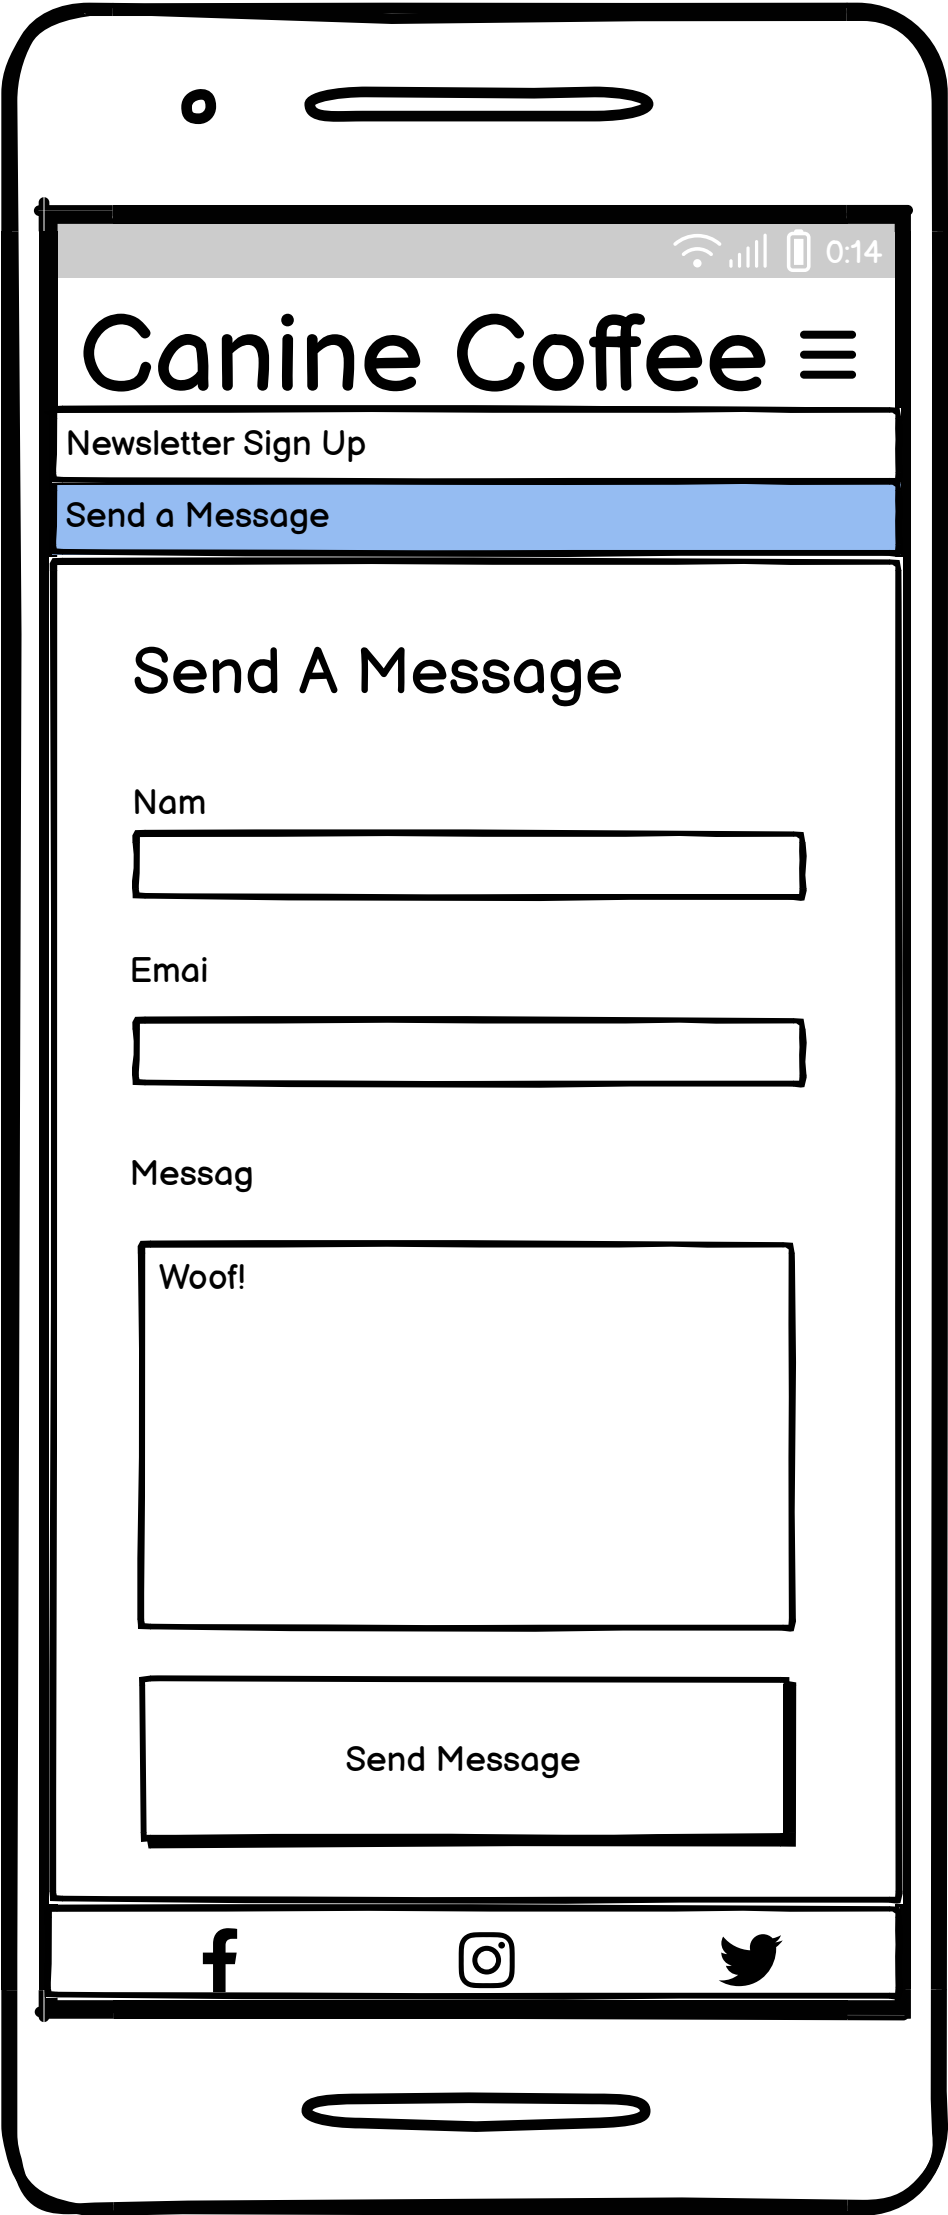 0:14
Canine Coffee
Newsletter Sign Up
Send a Message
Send A Message
Nam
Emai
Messag
Woof!
Send Message